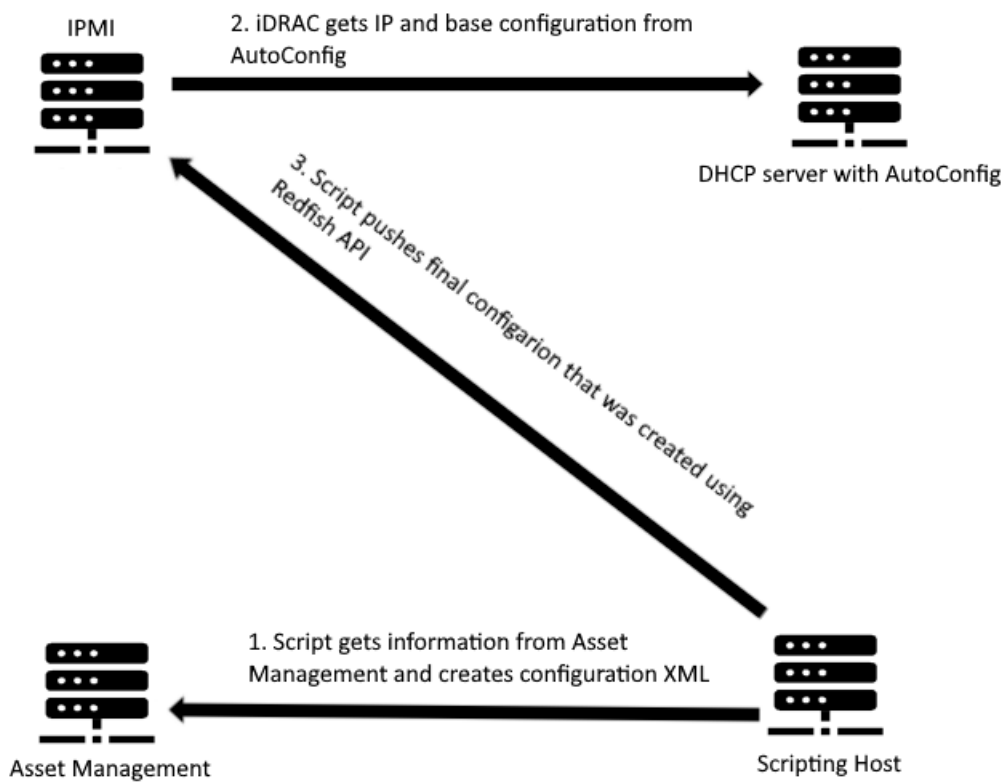 IPMI
2. iDRAC gets IP and base configuration from
AutoConfig
DHCP server with AutoConfig
3. Script pushes final configarion that was created using
Redfish API
1. Script gets information from Asset
Management and creates configuration XML
Asset Management
Scripting Host